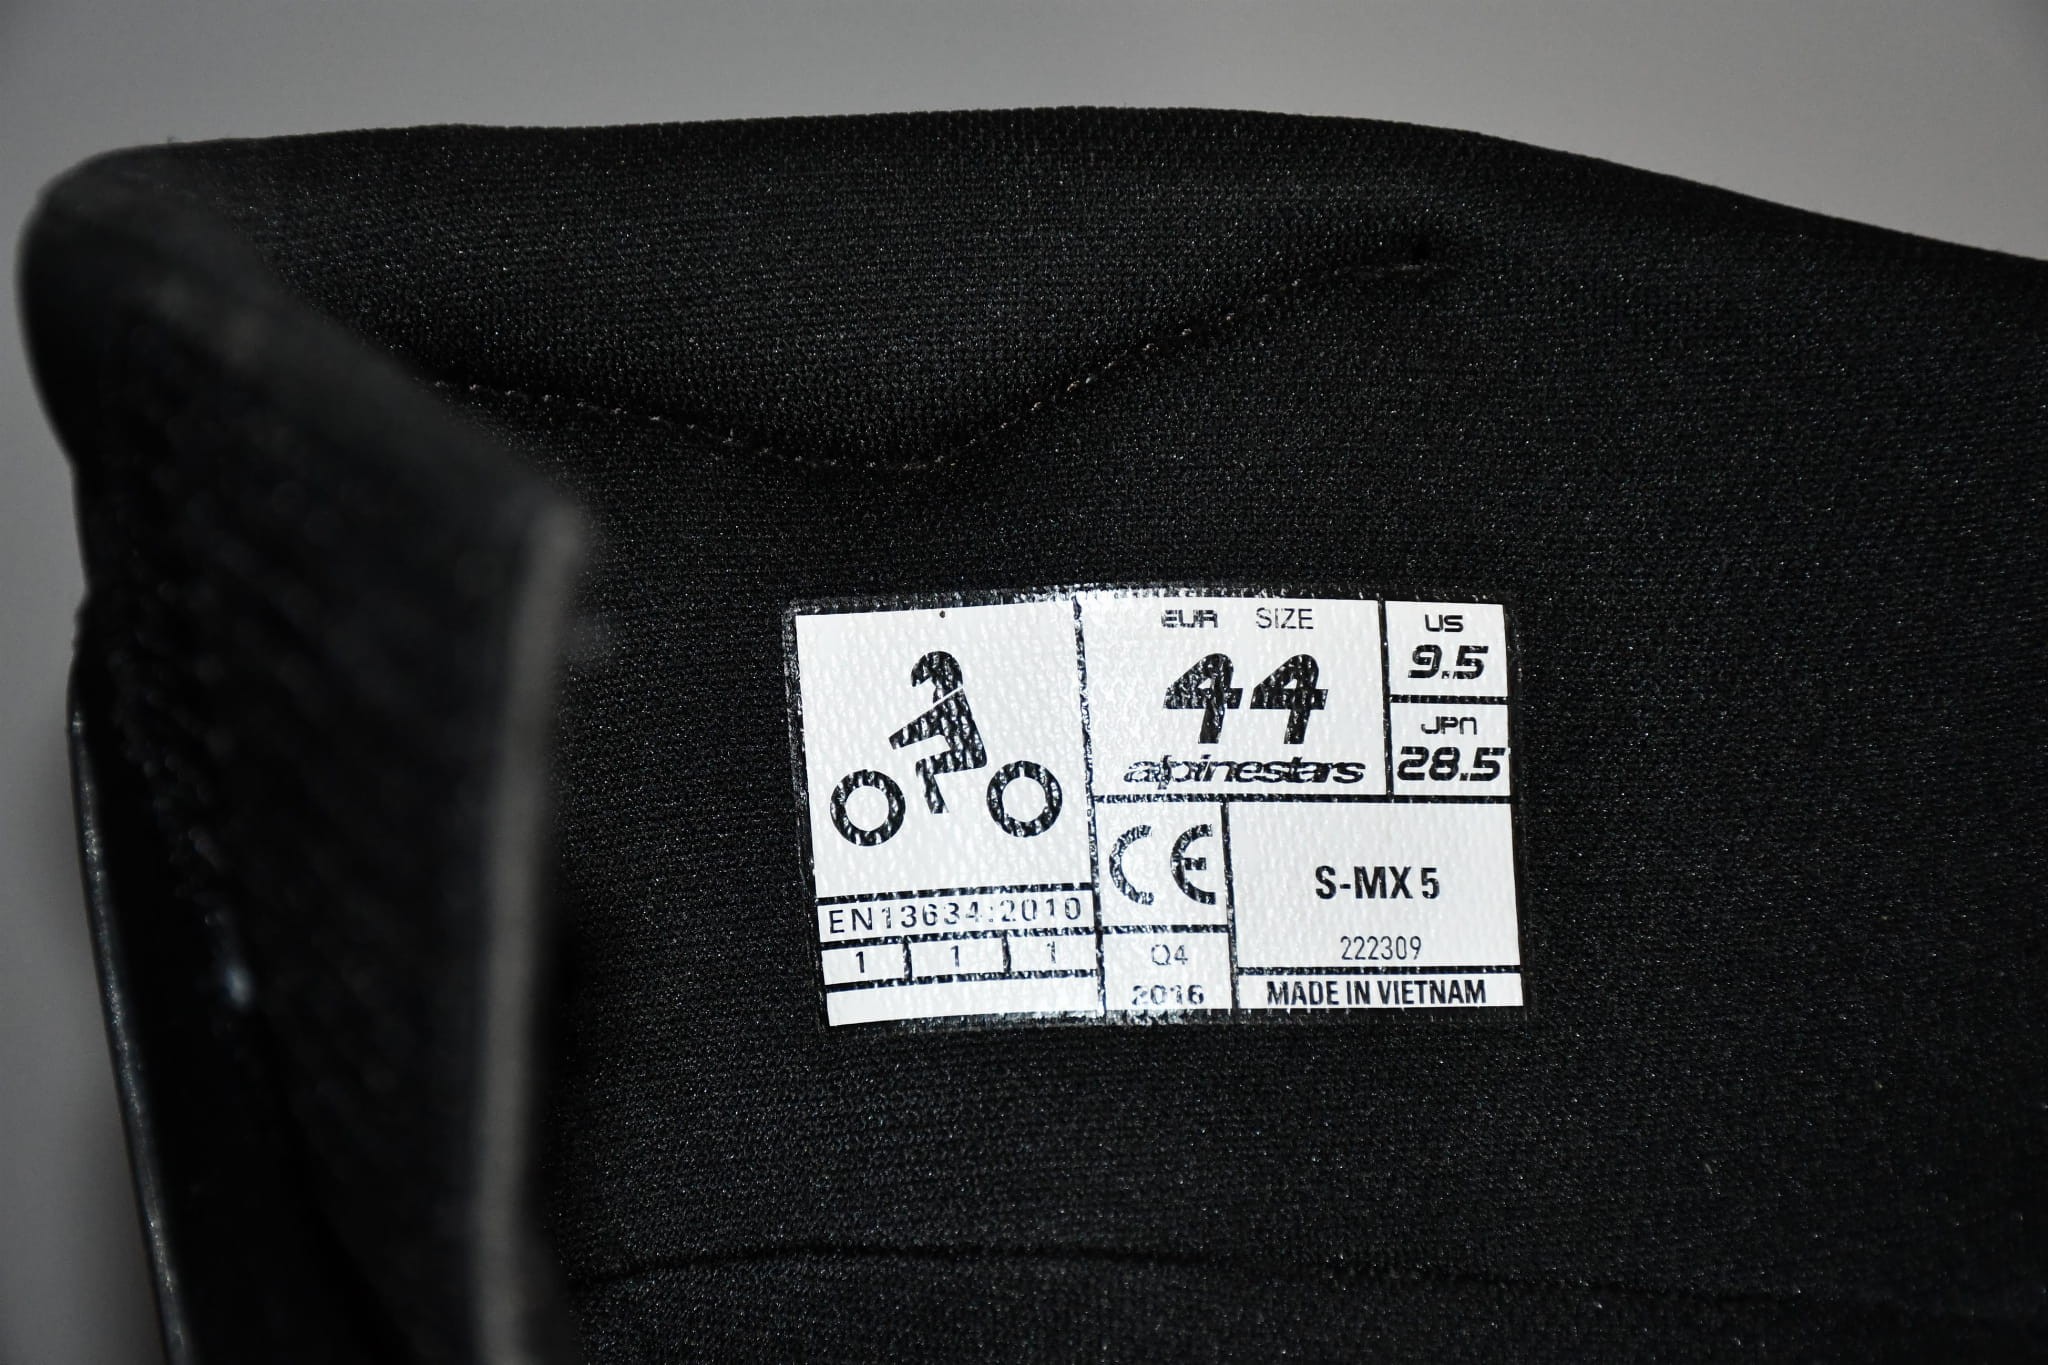 EUR SIZE
44
alpinestars
US
9.5
JPN
28.5
EN13634:2010
1 1 1
CE
Q4
2016
S-MX 5
222309
MADE IN VIETNAM